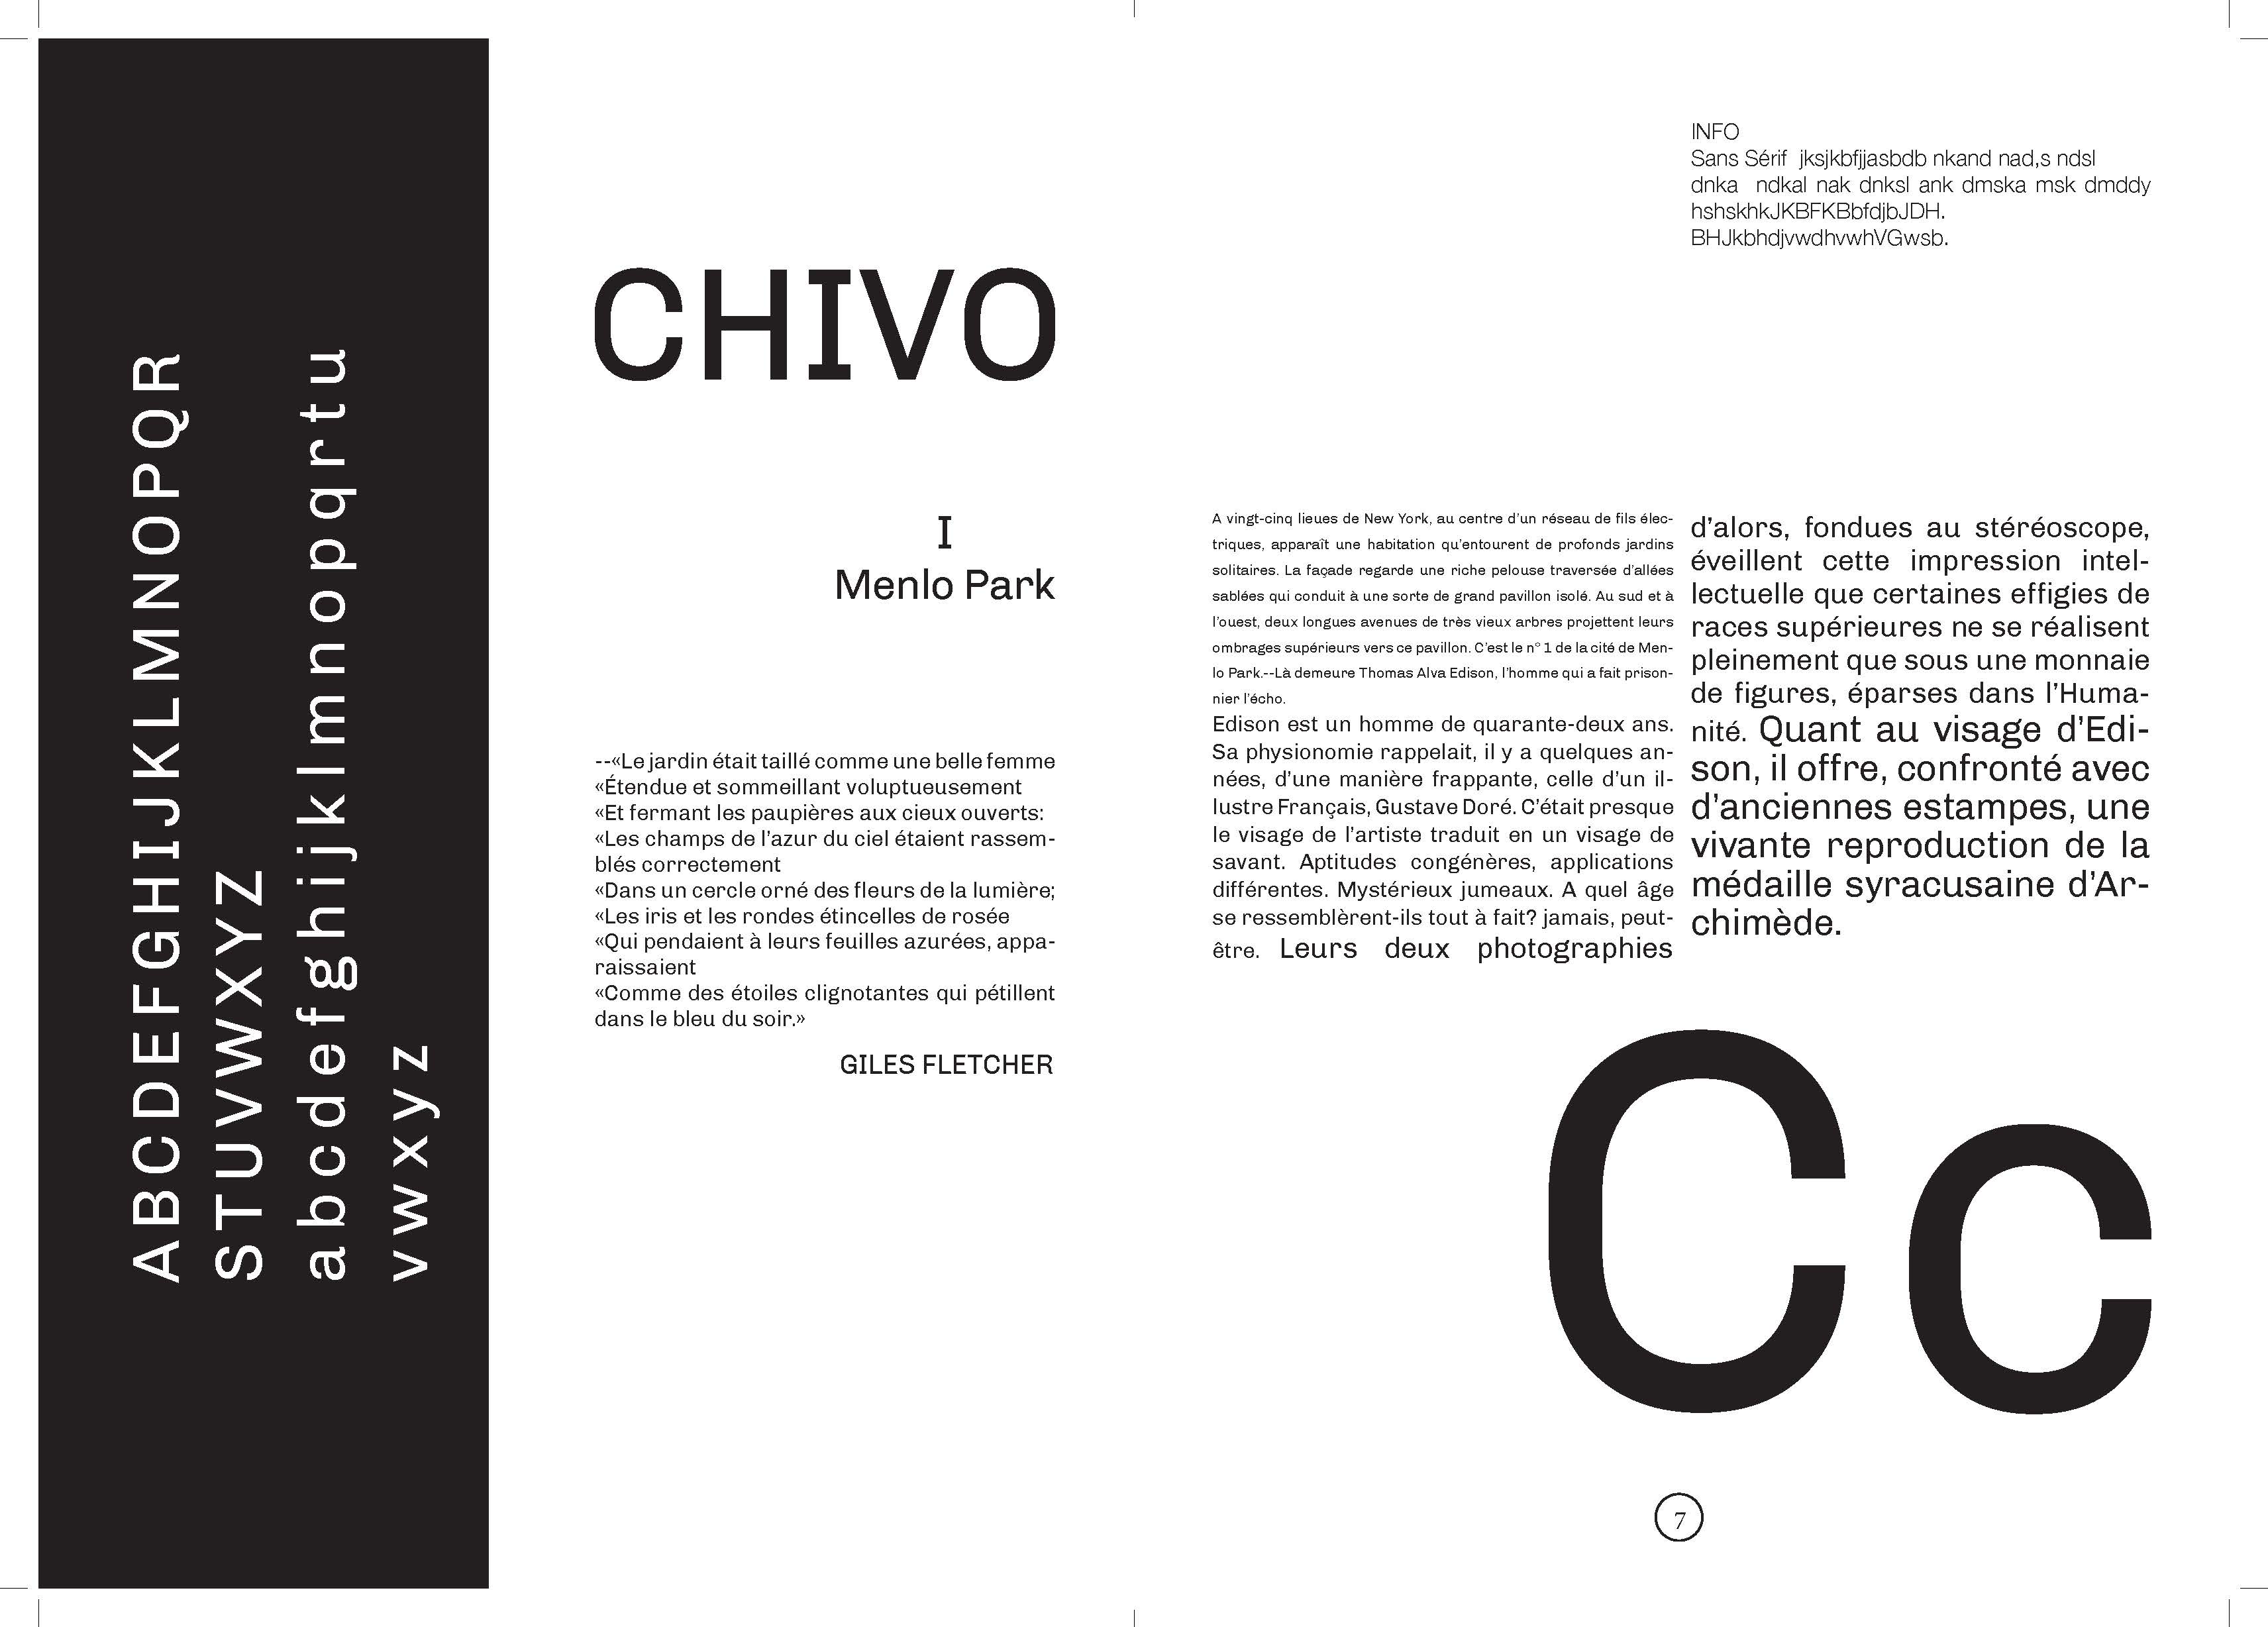 A B C D E F G H I J K L M N O P Q R
S T U V W X Y Z
a b c d e f g h i j k l m n o p q r t u
v w x y z
CHIVO
I
Menlo Park
--«Le jardin était taillé comme une belle femme
«Étendue et sommeillant voluptueusement
«Et fermant les paupières aux cieux ouverts:
«Les champs de l’azur du ciel étaient rassem-
blés correctement
«Dans un cercle orné des fleurs de la lumière;
«Les iris et les rondes étincelles de rosée
«Qui pendaient à leurs feuilles azurées, appa-
raissaient
«Comme des étoiles clignotantes qui pétillent
dans le bleu du soir.»
GILES FLETCHER
INFO
Sans Sérif  jksjkbfjjasbdb nkand nad,s ndsl
dnka  ndkal nak dnksl ank dmska msk dmddy
hshskhkJKBFKBbfdjbJDH.
BHJkbhdjvwdhvwhVGwsb.
A vingt-cinq lieues de New York, au centre d’un réseau de fils élec-
triques, apparaît une habitation qu’entourent de profonds jardins
solitaires. La façade regarde une riche pelouse traversée d’allées
sablées qui conduit à une sorte de grand pavillon isolé. Au sud et à
l’ouest, deux longues avenues de très vieux arbres projettent leurs
ombrages supérieurs vers ce pavillon. C’est le n° 1 de la cité de Men-
lo Park.--Là demeure Thomas Alva Edison, l’homme qui a fait prison-
nier l’écho.
Edison est un homme de quarante-deux ans.
Sa physionomie rappelait, il y a quelques an-
nées, d’une manière frappante, celle d’un il-
lustre Français, Gustave Doré. C’était presque
le visage de l’artiste traduit en un visage de
savant. Aptitudes congénères, applications
différentes. Mystérieux jumeaux. A quel âge
se ressemblèrent-ils tout à fait? jamais, peut-
être. Leurs deux photographies
d’alors, fondues au stéréoscope,
éveillent cette impression intel-
lectuelle que certaines effigies de
races supérieures ne se réalisent
pleinement que sous une monnaie
de figures, éparses dans l’Huma-
nité. Quant au visage d’Edi-
son, il offre, confronté avec
d’anciennes estampes, une
vivante reproduction de la
médaille syracusaine d’Ar-
chimède.
Cc
7